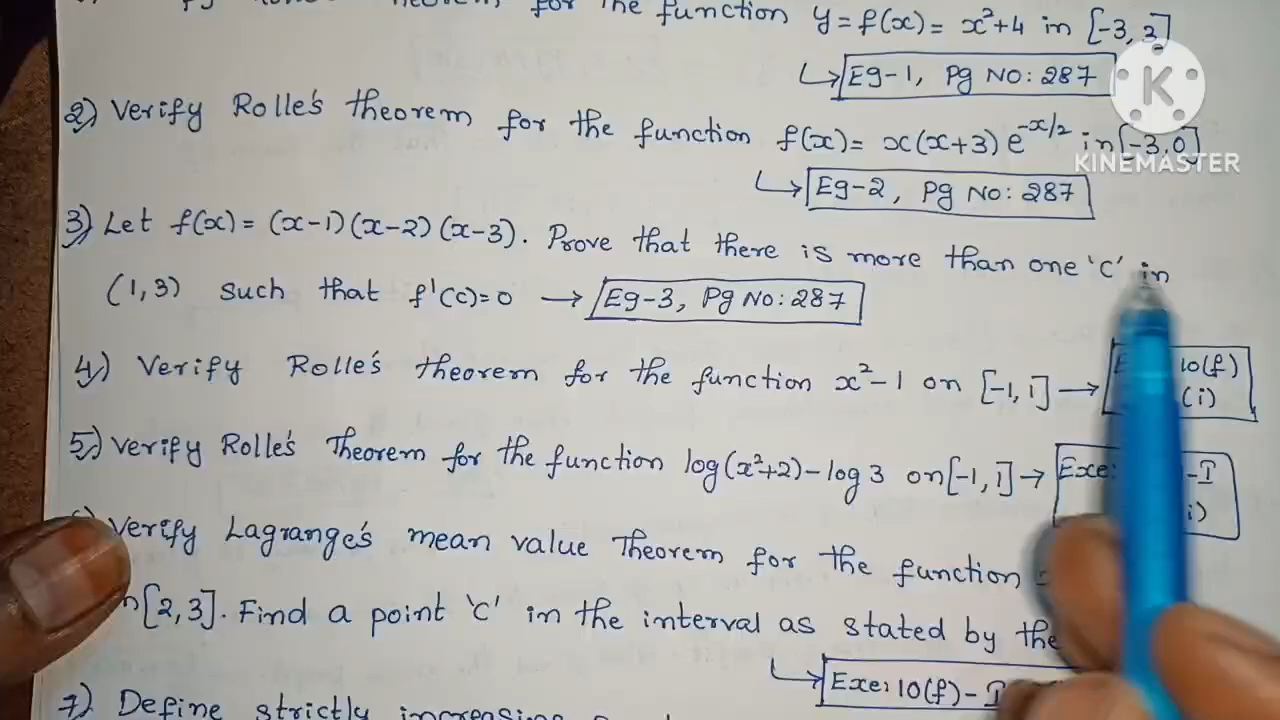 for the function y = f(x) = x²+4 in [-3, 3]
↳ Eg-1, Pg NO: 287
2) Verify Rolle's theorem for the function f(x) = x(x+3) e^-x/2 in [-3, 0]
KINEMASTER
↳ Eg-2, Pg NO: 287
3) Let f(x) = (x-1)(x-2)(x-3). Prove that there is more than one 'c' in
(1,3) such that f'(c)=0 → Eg-3, Pg NO: 287
4) Verify Rolle's theorem for the function x²-1 on [-1, 1] → 10(f)
(i)
5) Verify Rolle's Theorem for the function log(x²+2) - log 3 on [-1, 1] → Exe: -I
i)
Verify Lagrange's mean value Theorem for the function
[2,3]. Find a point 'c' in the interval as stated by the
↳ Exe: 10(f) - I
7) Define strictly increasing